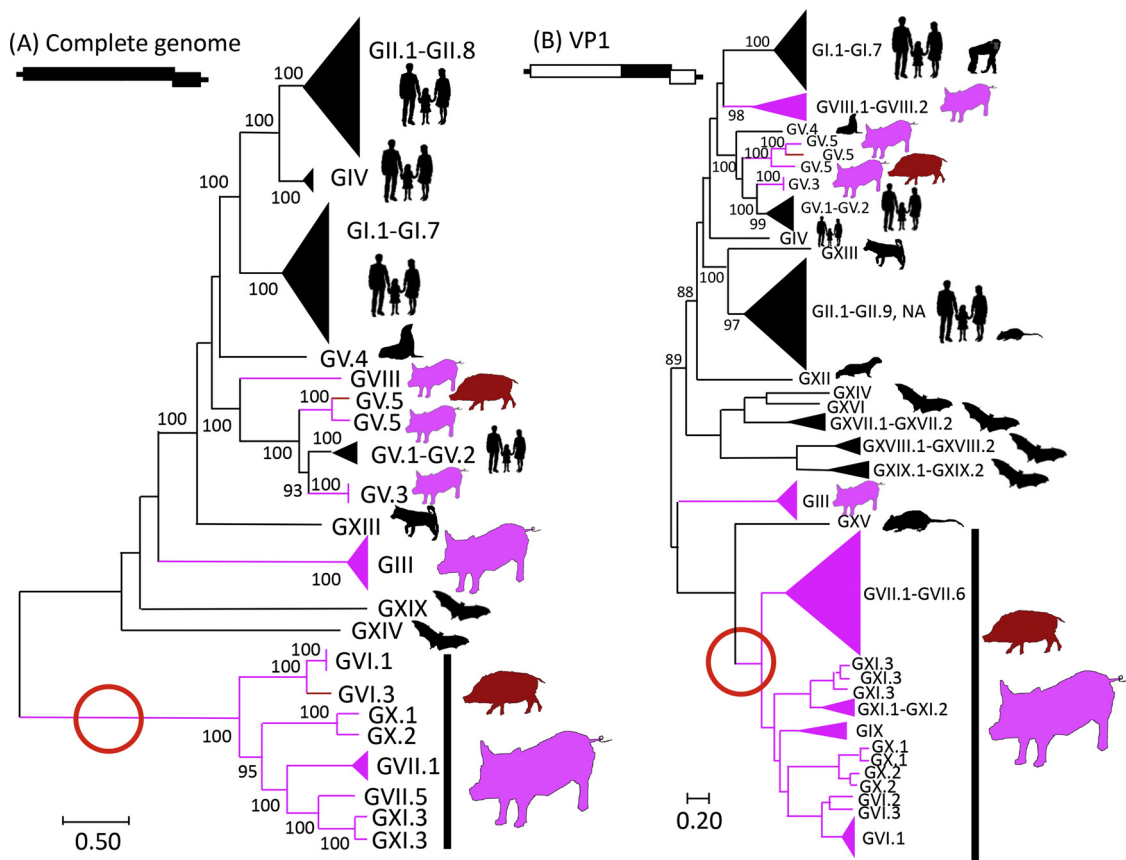 (A) Complete genome
100
GII.1-GII.8
100
100
GIV
100
100
GI.1-GI.7
100
GV.4
GVIII
100
GV.5
GV.5
100
100
100
GV.1-GV.2
100
93
GV.3
GXIII
GIII
100
GXIX
GXIV
100
GVI.1
GVI.3
100
100
GX.1
GX.2
95
GVII.1
100
GVII.5
GXI.3
100
100
GXI.3
0.50
(B) VP1
100
GI.1-GI.7
98
GVIII.1-GVIII.2
GV.4
100
GV.5
100
GV.5
100
GV.5
100
GV.3
100
GV.1-GV.2
99
GIV
GXIII
100
88
97
GII.1-GII.9, NA
89
GXII
GXIV
GXVI
GXVII.1-GXVII.2
GXVIII.1-GXVIII.2
GXIX.1-GXIX.2
GIII
GXV
GVII.1-GVII.6
GXI.3
GXI.3
GXI.3
GXI.1-GXI.2
GIX
GX.1
GX.1
GX.2
GX.2
GVI.2
GVI.3
GVI.1
0.20